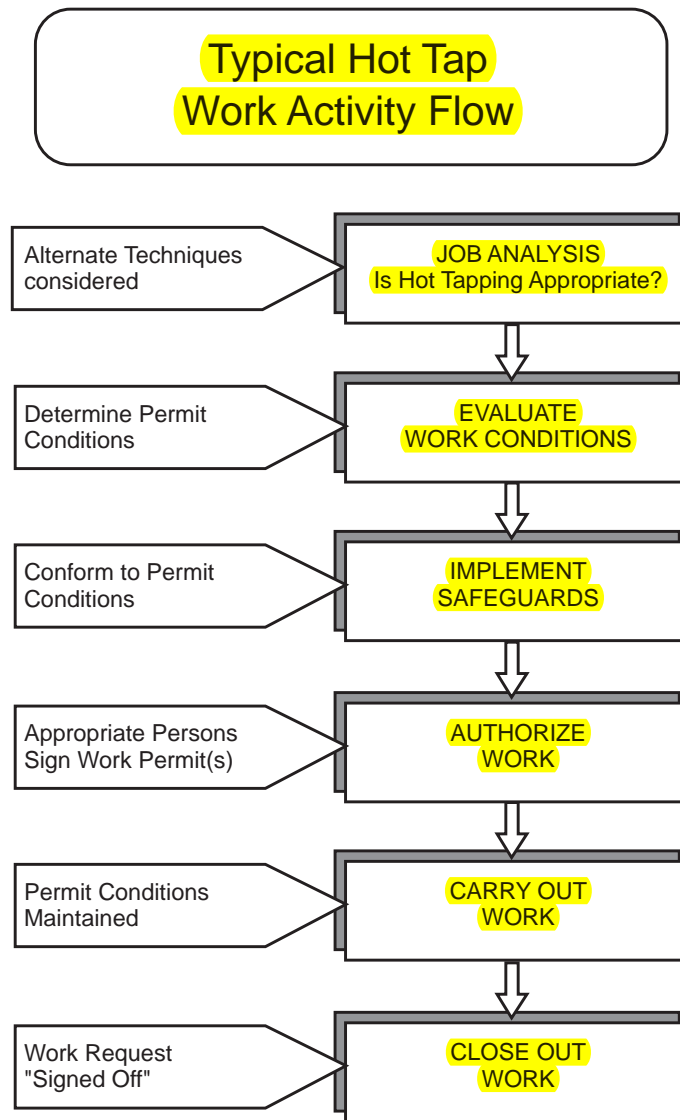 Typical Hot Tap
Work Activity Flow
Alternate Techniques
considered
JOB ANALYSIS
Is Hot Tapping Appropriate?
Determine Permit
Conditions
EVALUATE
WORK CONDITIONS
Conform to Permit
Conditions
IMPLEMENT
SAFEGUARDS
Appropriate Persons
Sign Work Permit(s)
AUTHORIZE
WORK
Permit Conditions
Maintained
CARRY OUT
WORK
Work Request
"Signed Off"
CLOSE OUT
WORK